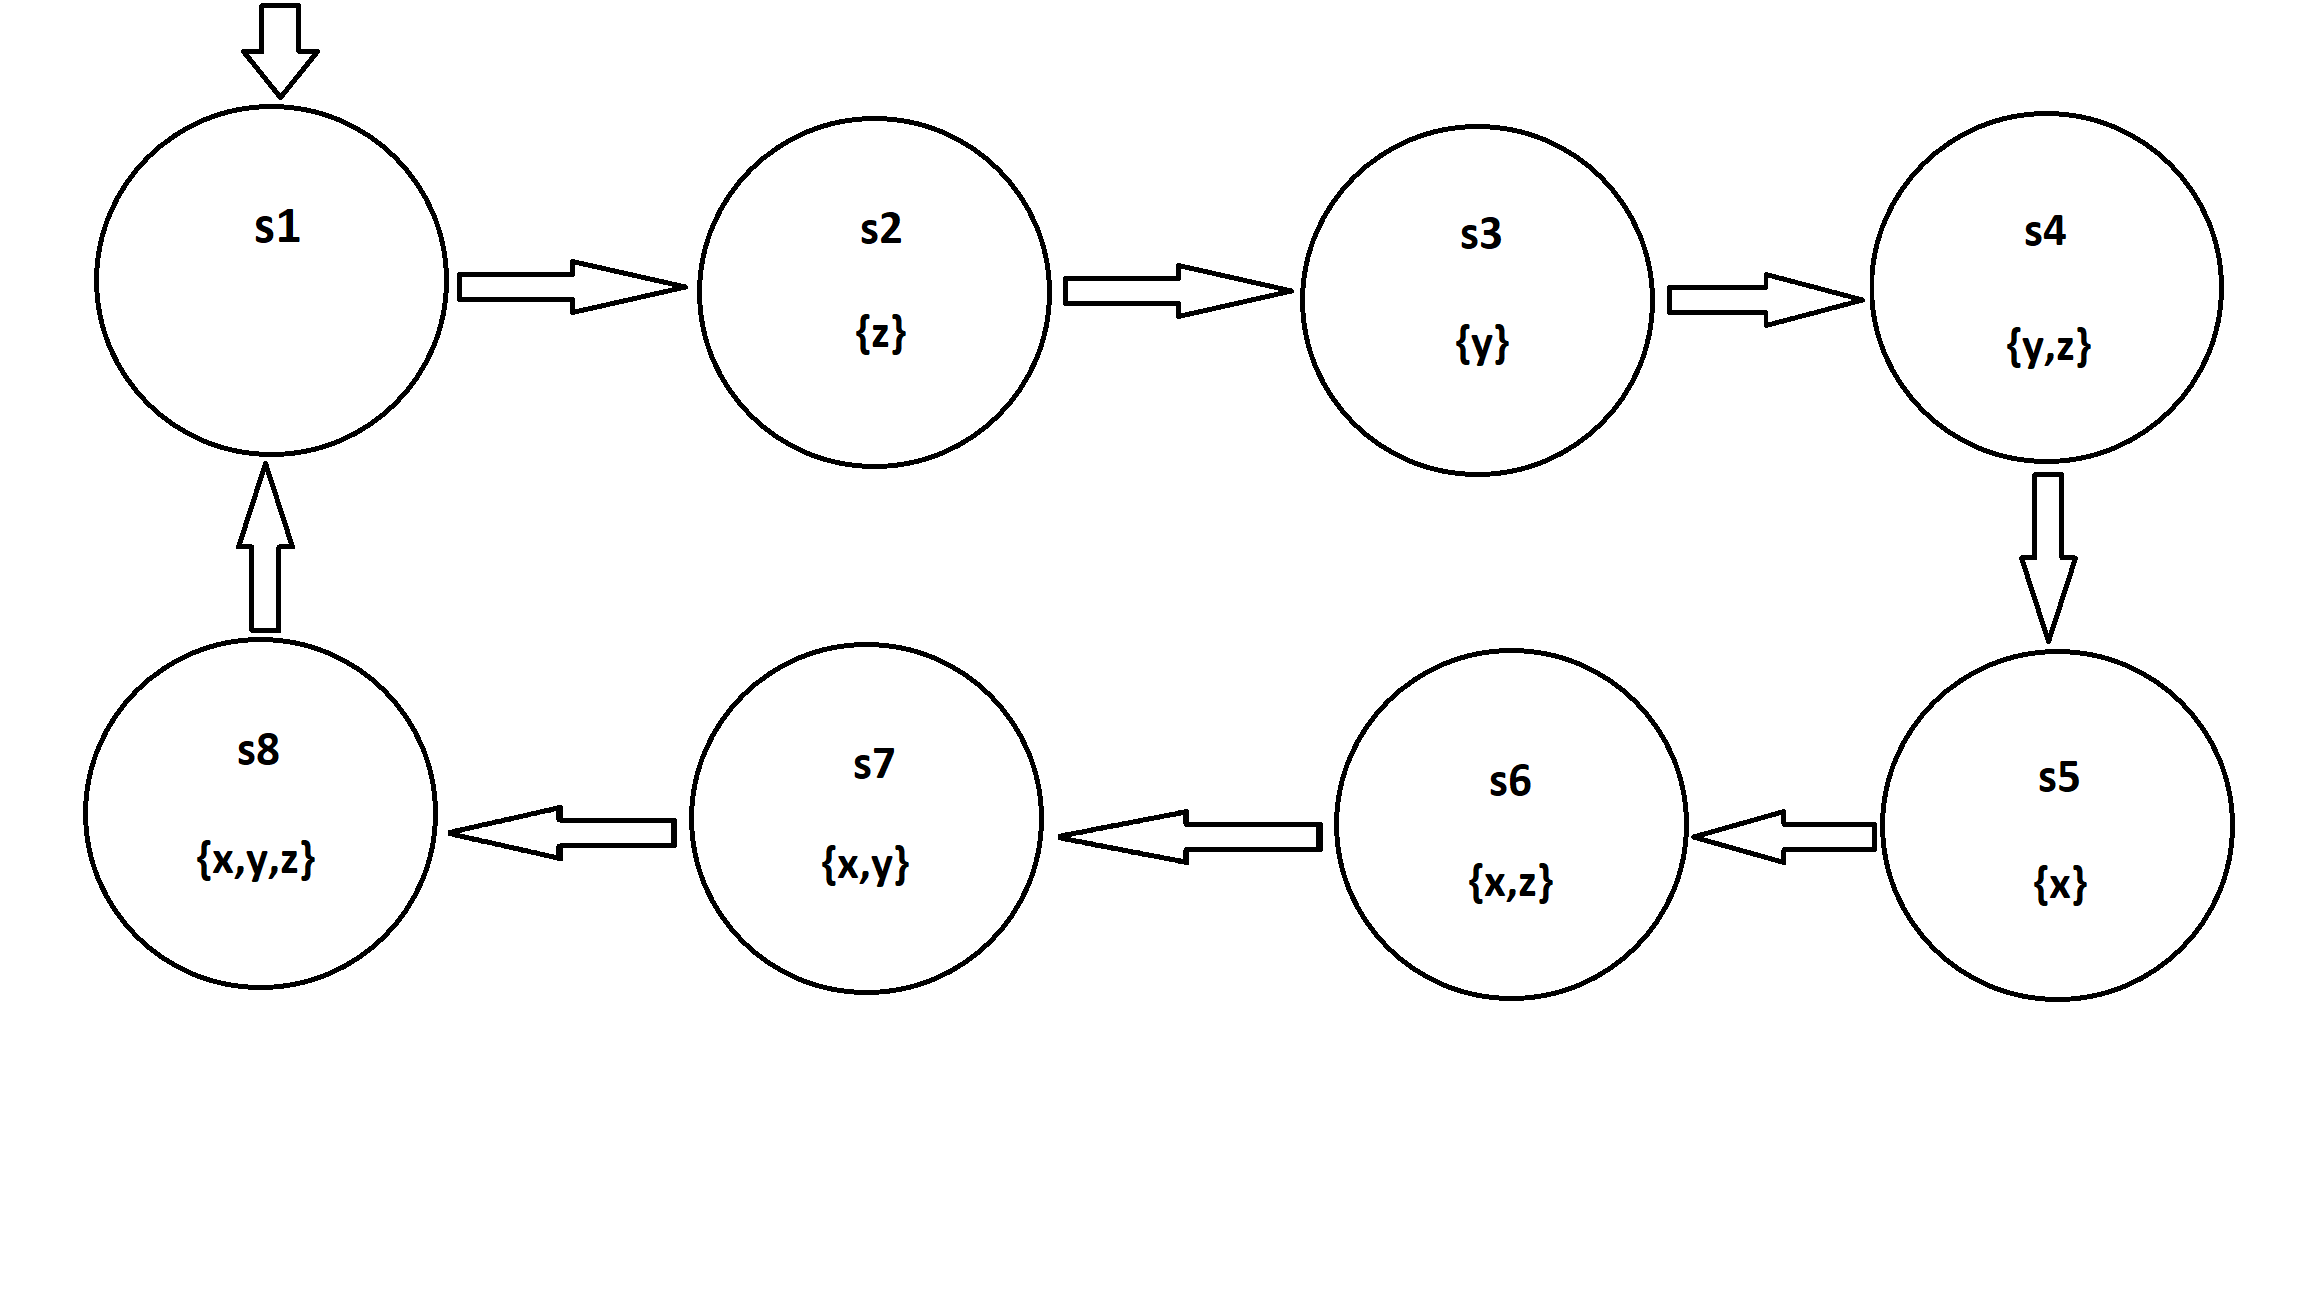 s1
s2
{z}
s3
{y}
s4
{y,z}
s8
{x,y,z}
s7
{x,y}
s6
{x,z}
s5
{x}